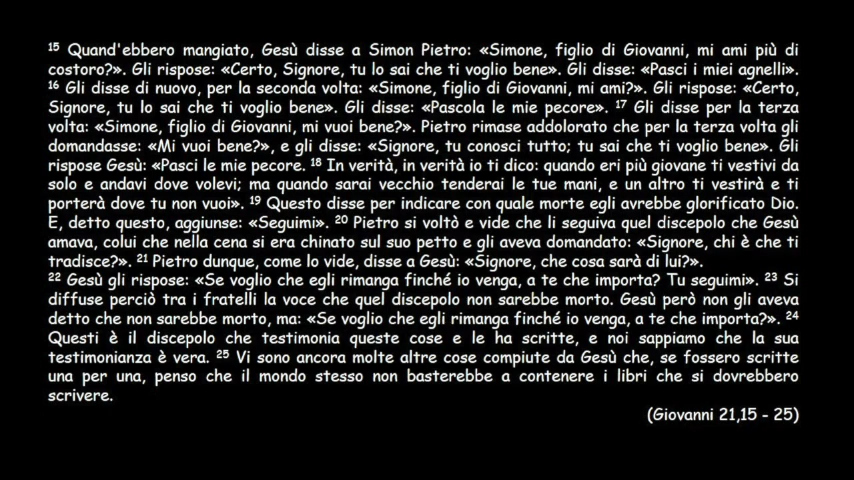 15 Quand'ebbero mangiato, Gesù disse a Simon Pietro: «Simone, figlio di Giovanni, mi ami più di
costoro?». Gli rispose: «Certo, Signore, tu lo sai che ti voglio bene». Gli disse: «Pasci i miei agnelli».
16 Gli disse di nuovo, per la seconda volta: «Simone, figlio di Giovanni, mi ami?». Gli rispose: «Certo,
Signore, tu lo sai che ti voglio bene». Gli disse: «Pascola le mie pecore». 17 Gli disse per la terza
volta: «Simone, figlio di Giovanni, mi vuoi bene?». Pietro rimase addolorato che per la terza volta gli
domandasse: «Mi vuoi bene?», e gli disse: «Signore, tu conosci tutto; tu sai che ti voglio bene». Gli
rispose Gesù: «Pasci le mie pecore. 18 In verità, in verità io ti dico: quando eri più giovane ti vestivi da
solo e andavi dove volevi; ma quando sarai vecchio tenderai le tue mani, e un altro ti vestirà e ti
porterà dove tu non vuoi». 19 Questo disse per indicare con quale morte egli avrebbe glorificato Dio.
E, detto questo, aggiunse: «Seguimi». 20 Pietro si voltò e vide che li seguiva quel discepolo che Gesù
amava, colui che nella cena si era chinato sul suo petto e gli aveva domandato: «Signore, chi è che ti
tradisce?». 21 Pietro dunque, come lo vide, disse a Gesù: «Signore, che cosa sarà di lui?».
22 Gesù gli rispose: «Se voglio che egli rimanga finché io venga, a te che importa? Tu seguimi». 23 Si
diffuse perciò tra i fratelli la voce che quel discepolo non sarebbe morto. Gesù però non gli aveva
detto che non sarebbe morto, ma: «Se voglio che egli rimanga finché io venga, a te che importa?». 24
Questi è il discepolo che testimonia queste cose e le ha scritte, e noi sappiamo che la sua
testimonianza è vera. 25 Vi sono ancora molte altre cose compiute da Gesù che, se fossero scritte
una per una, penso che il mondo stesso non basterebbe a contenere i libri che si dovrebbero
scrivere.
(Giovanni 21,15 - 25)